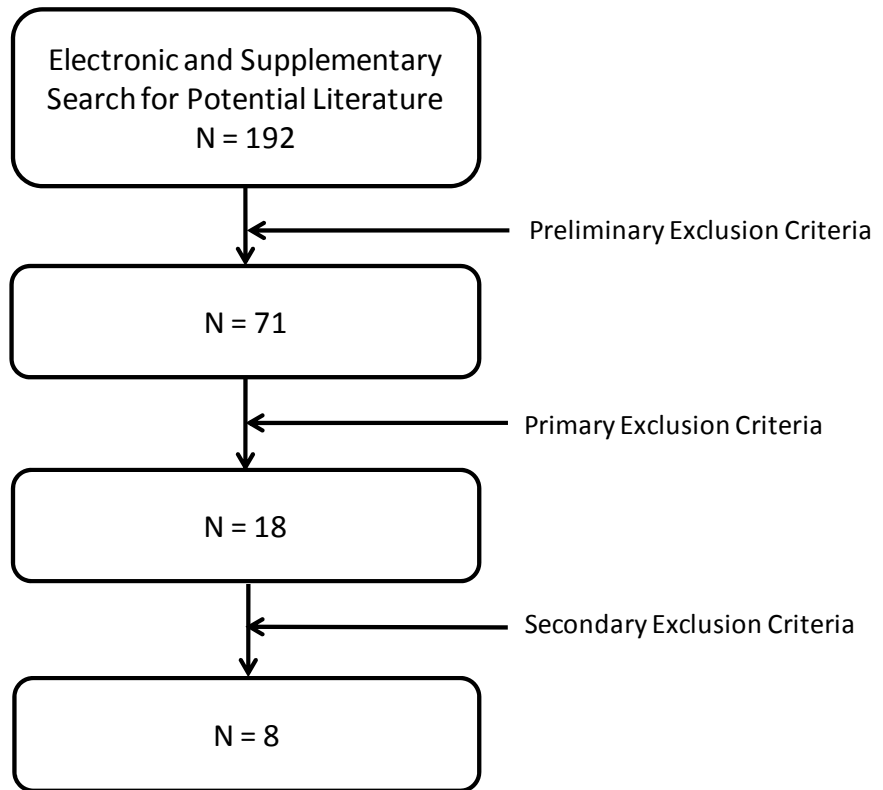 Electronic and Supplementary
Search for Potential Literature
N = 192
Preliminary Exclusion Criteria
N = 71
Primary Exclusion Criteria
N = 18
Secondary Exclusion Criteria
N = 8